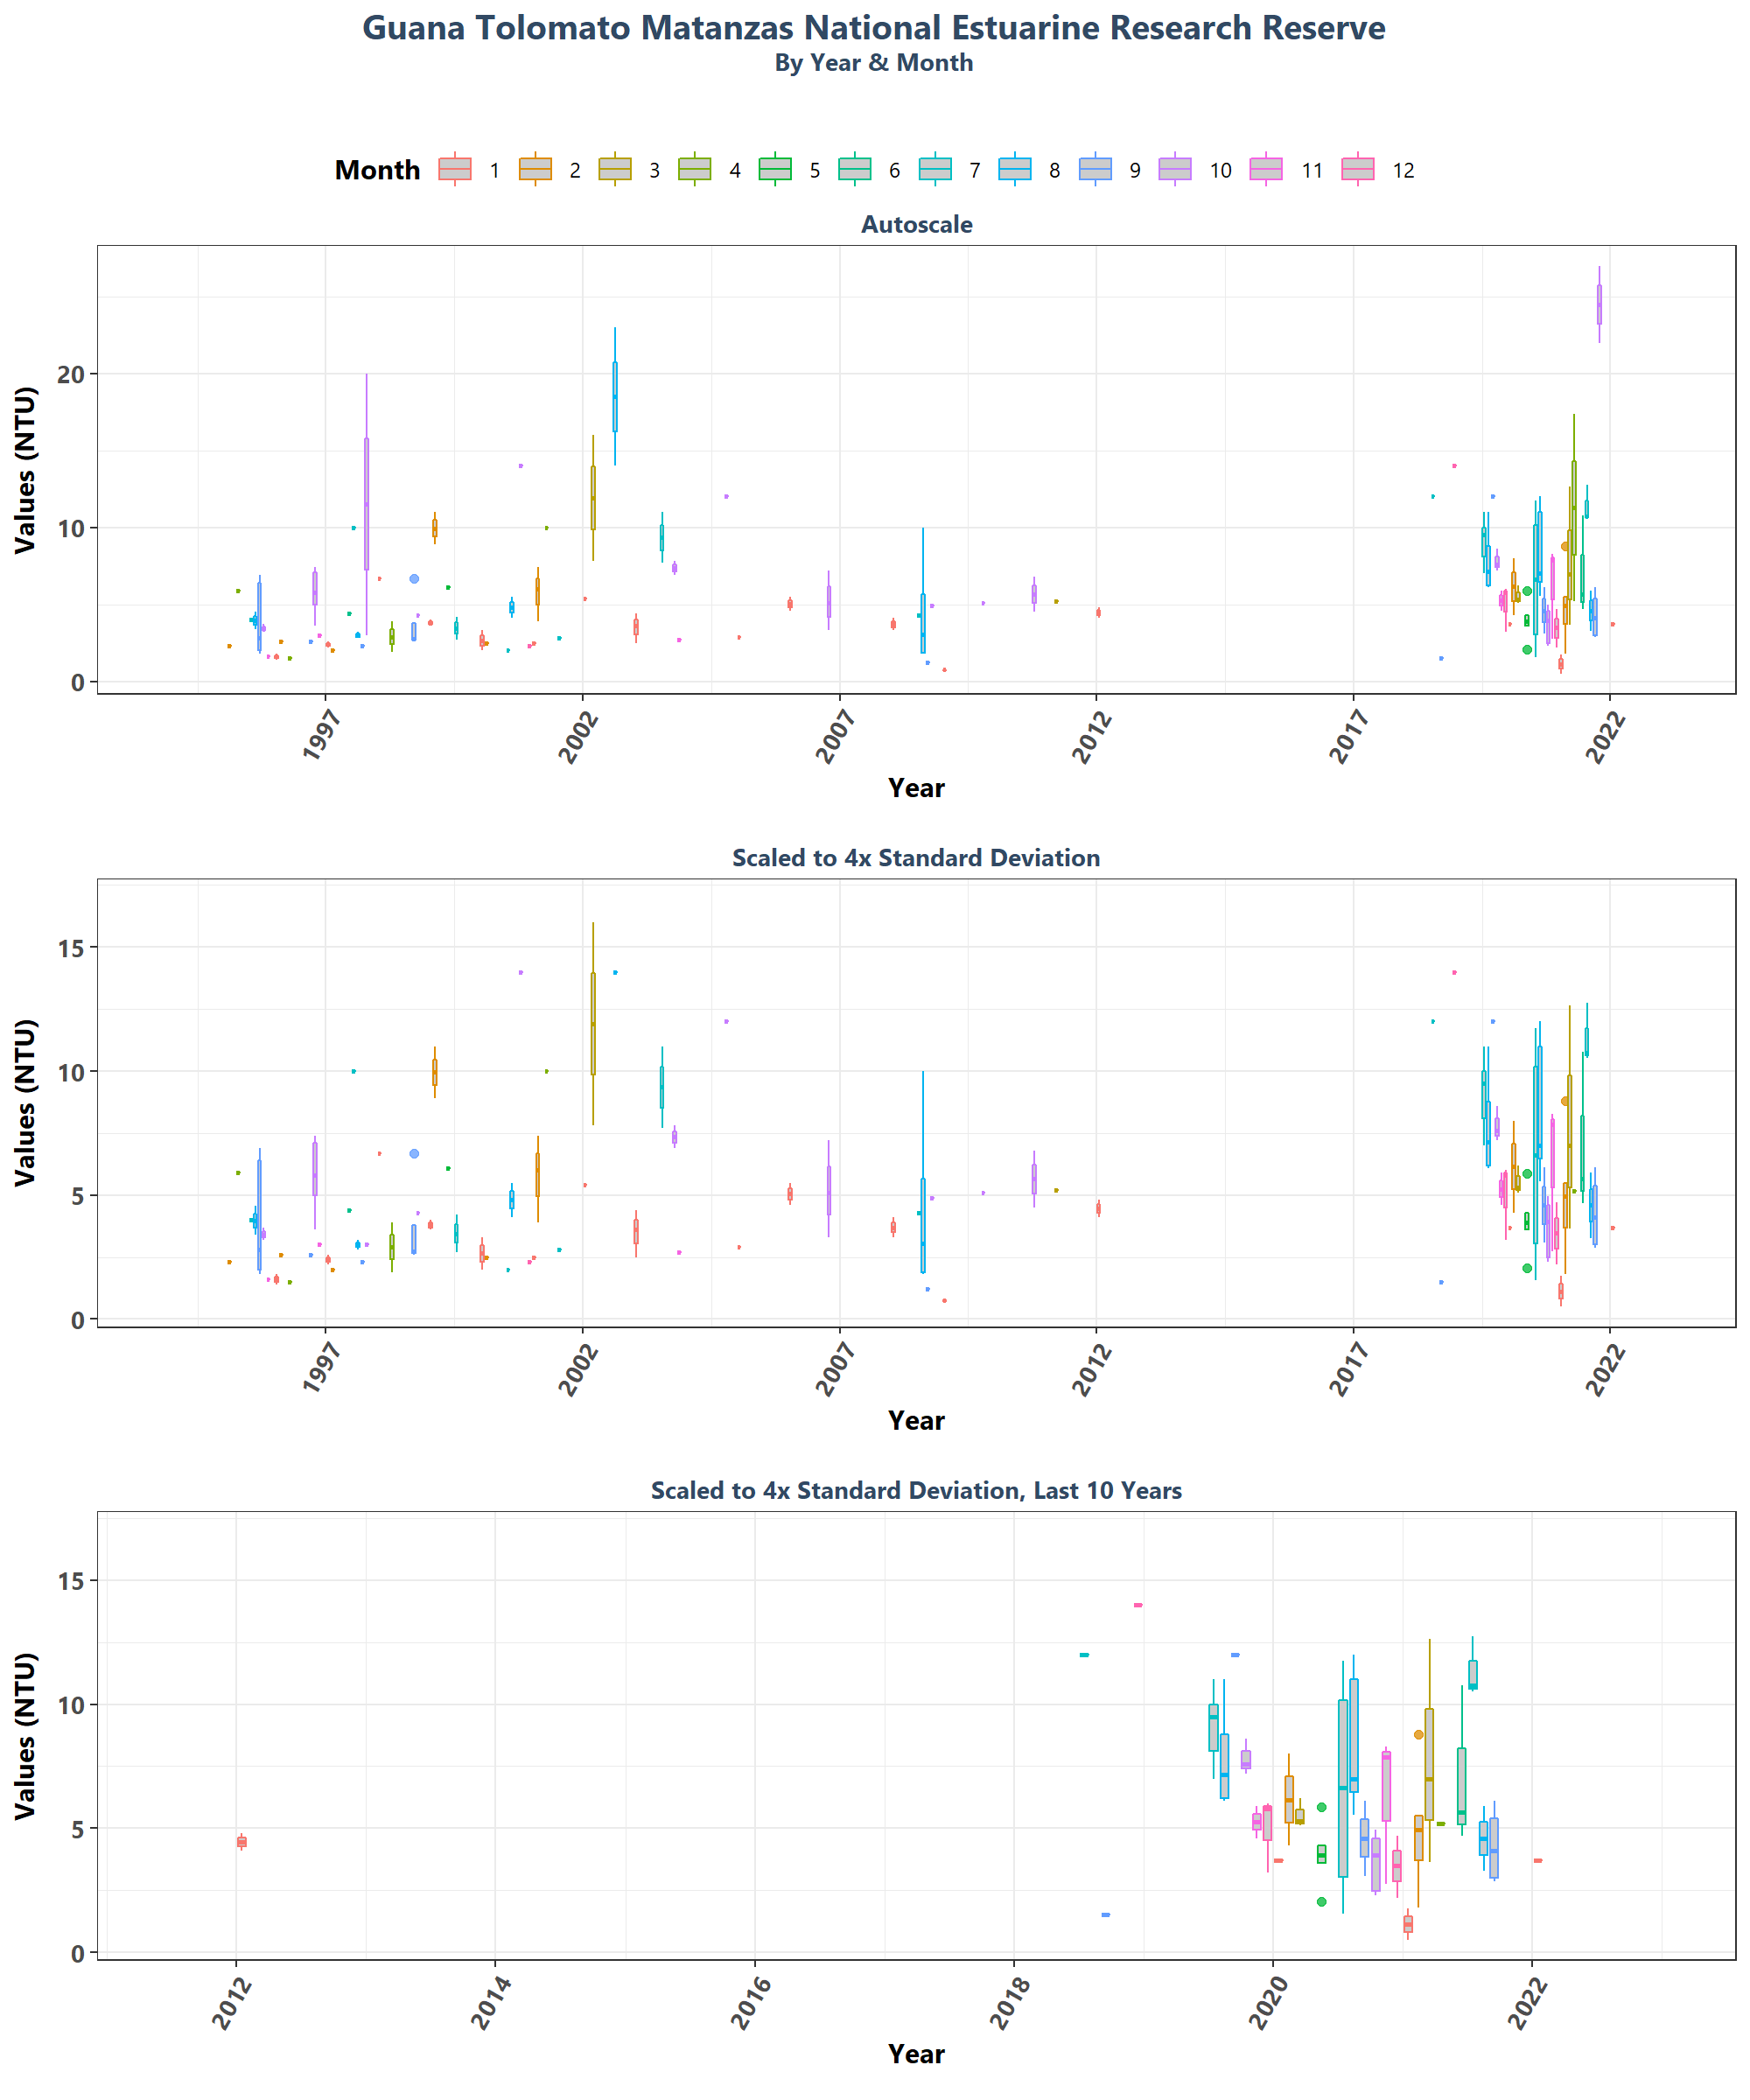 Guana Tolomato Matanzas National Estuarine Research Reserve
By Year & Month
Month 1 2 3 4 5 6 7 8 9 10 11 12
Autoscale
Values (NTU)
20
10
0
1997 2002 2007 2012 2017 2022
Year
Scaled to 4x Standard Deviation
Values (NTU)
15
10
5
0
1997 2002 2007 2012 2017 2022
Year
Scaled to 4x Standard Deviation, Last 10 Years
Values (NTU)
15
10
5
0
2012 2014 2016 2018 2020 2022
Year